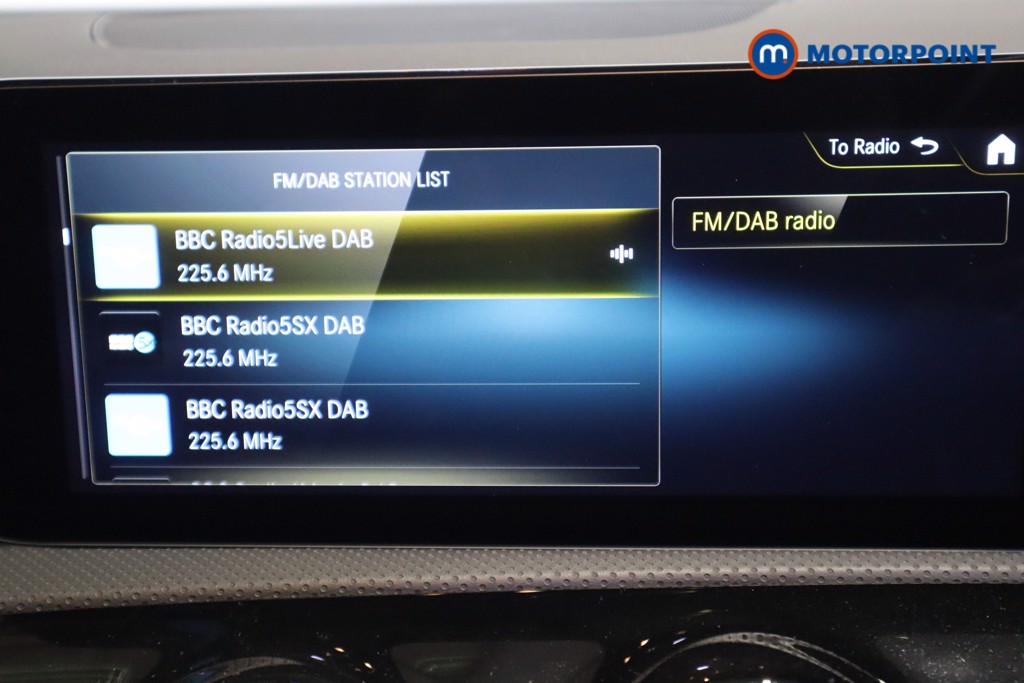 m. MOTORPOINT
To Radio
FM/DAB STATION LIST
FM/DAB radio
BBC Radio5Live DAB
225.6 MHz
BBC Radio5SX DAB
225.6 MHz
BBC Radio5SX DAB
225.6 MHz